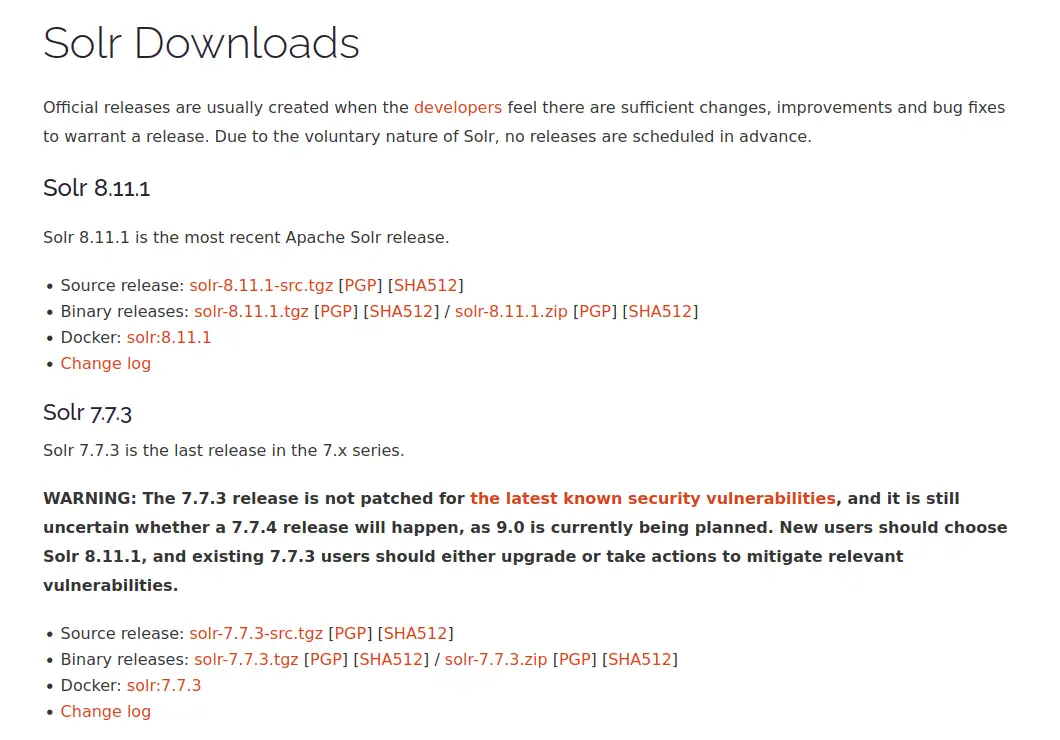 Solr Downloads
Official releases are usually created when the developers feel there are sufficient changes, improvements and bug fixes
to warrant a release. Due to the voluntary nature of Solr, no releases are scheduled in advance.
Solr 8.11.1
Solr 8.11.1 is the most recent Apache Solr release.
• Source release: solr-8.11.1-src.tgz [PGP] [SHA512]
• Binary releases: solr-8.11.1.tgz [PGP] [SHA512] / solr-8.11.1.zip [PGP] [SHA512]
• Docker: solr:8.11.1
• Change log
Solr 7.7.3
Solr 7.7.3 is the last release in the 7.x series.
WARNING: The 7.7.3 release is not patched for the latest known security vulnerabilities, and it is still
uncertain whether a 7.7.4 release will happen, as 9.0 is currently being planned. New users should choose
Solr 8.11.1, and existing 7.7.3 users should either upgrade or take actions to mitigate relevant
vulnerabilities.
• Source release: solr-7.7.3-src.tgz [PGP] [SHA512]
• Binary releases: solr-7.7.3.tgz [PGP] [SHA512] / solr-7.7.3.zip [PGP] [SHA512]
• Docker: solr:7.7.3
• Change log